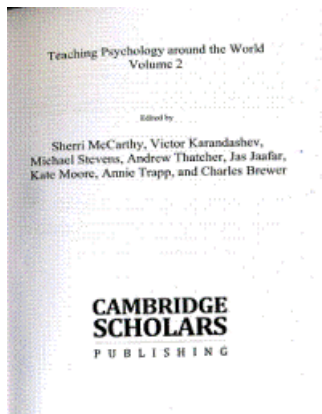 Teaching Psychology around the World
Volume 2
Edited by
Sherri McCarthy, Victor Karandashev,
Michael Stevens, Andrew Thatcher, Jas Jaafar,
Kate Moore, Annie Trapp, and Charles Brewer
CAMBRIDGE
SCHOLARS
PUBLISHING